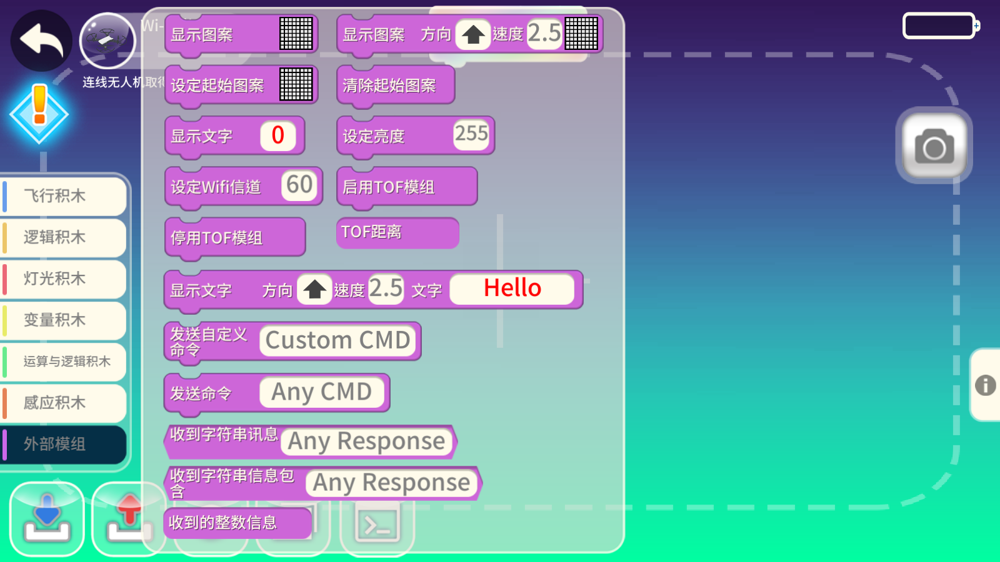 Wi-
连线无人机取得
显示图案
显示图案 方向 速度 2.5
设定起始图案
清除起始图案
显示文字 0
设定亮度 255
设定Wifi信道 60
启用TOF模组
停用TOF模组
TOF距离
显示文字 方向 速度 2.5 文字 Hello
发送自定义
命令
Custom CMD
发送命令 Any CMD
收到字符串讯息 Any Response
收到字符串信息包
含
Any Response
收到的整数信息
飞行积木
逻辑积木
灯光积木
变量积木
运算与逻辑积木
感应积木
外部模组